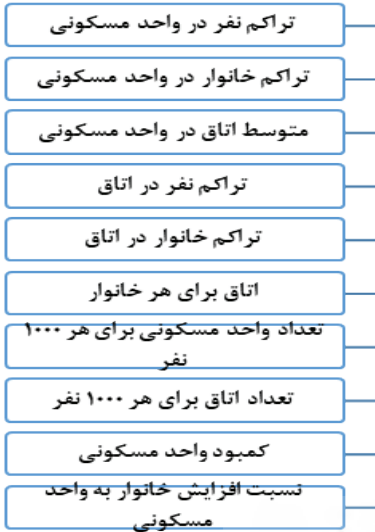 تراکم نفر در واحد مسکونی
تراکم خانوار در واحد مسکونی
متوسط اتاق در واحد مسکونی
تراکم نفر در اتاق
تراکم خانوار در اتاق
اتاق برای هر خانوار
تعداد واحد مسکونی برای هر ۱۰۰۰
نفر
تعداد اتاق برای هر ۱۰۰۰ نفر
کمبود واحد مسکونی
نسبت افزایش خانوار به واحد
مسکونی